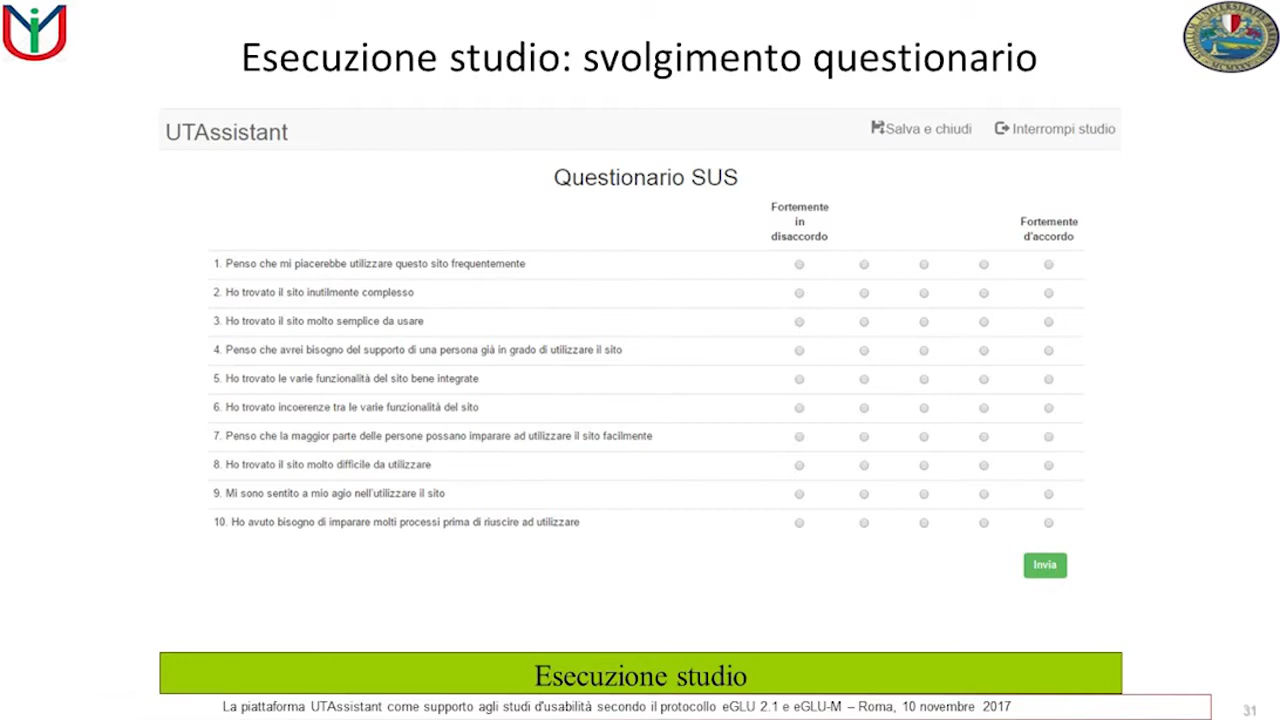 Esecuzione studio: svolgimento questionario
UTAssistant
Salva e chiudi
Interrompi studio
Questionario SUS
Fortemente
in
disaccordo
Fortemente
d'accordo
1. Penso che mi piacerebbe utilizzare questo sito frequentemente
2. Ho trovato il sito inutilmente complesso
3. Ho trovato il sito molto semplice da usare
4. Penso che avrei bisogno del supporto di una persona già in grado di utilizzare il sito
5. Ho trovato le varie funzionalità del sito bene integrate
6. Ho trovato incoerenze tra le varie funzionalità del sito
7. Penso che la maggior parte delle persone possano imparare ad utilizzare il sito facilmente
8. Ho trovato il sito molto difficile da utilizzare
9. Mi sono sentito a mio agio nell'utilizzare il sito
10. Ho avuto bisogno di imparare molti processi prima di riuscire ad utilizzare
Invia
Esecuzione studio
La piattaforma UTAssistant come supporto agli studi d'usabilità secondo il protocollo eGLU 2.1 e eGLU-M – Roma, 10 novembre 2017
31